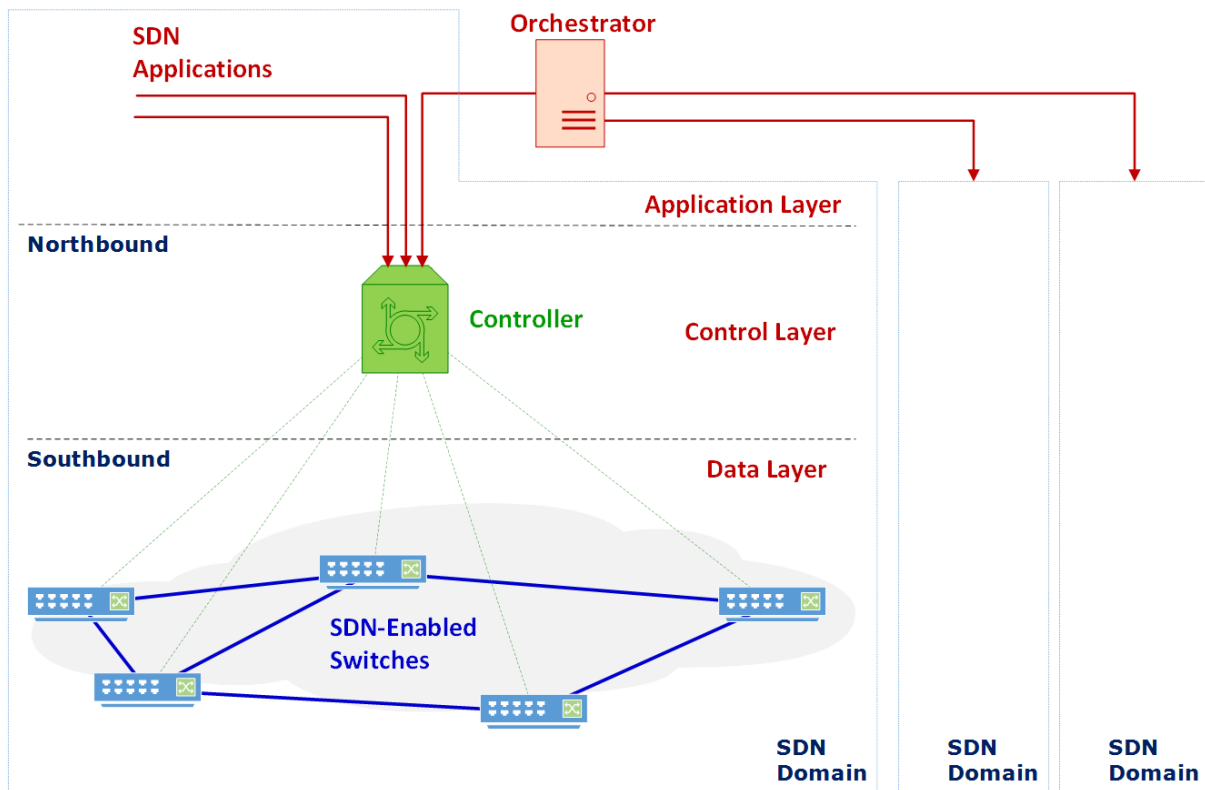 SDN
Applications
Orchestrator
Application Layer
Northbound
Controller
Control Layer
Southbound
Data Layer
SDN-Enabled
Switches
SDN
Domain
SDN
Domain
SDN
Domain